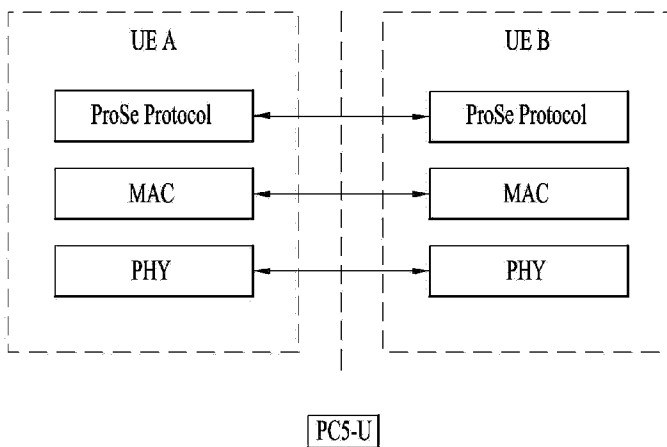 UE A
UE B
ProSe Protocol
ProSe Protocol
MAC
MAC
PHY
PHY
PC5-U